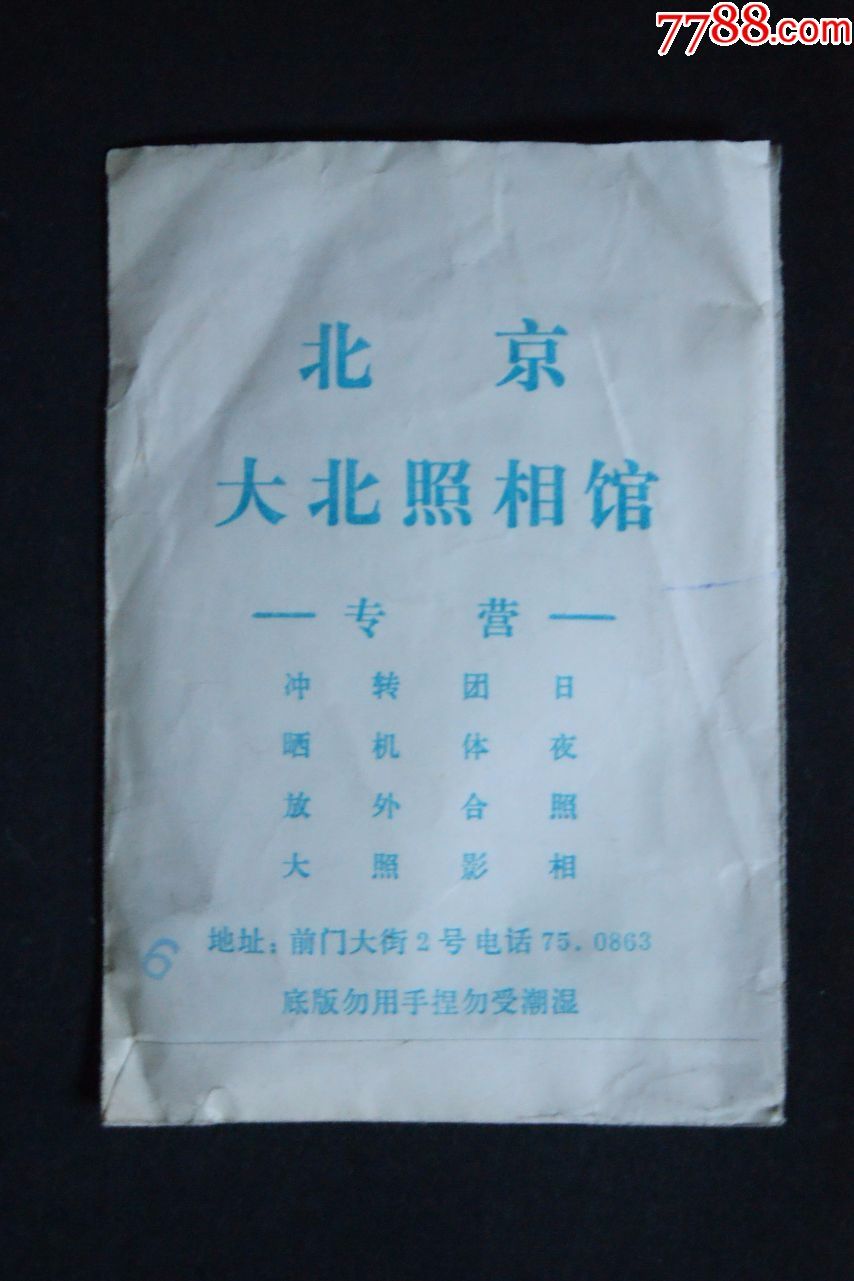 7788.com
北京
大北照相馆
—专营—
日夜照相
团体合影
转机外照
冲晒放大
地址：前门大街2号电话75.0863
底版勿用手捏勿受潮湿
6